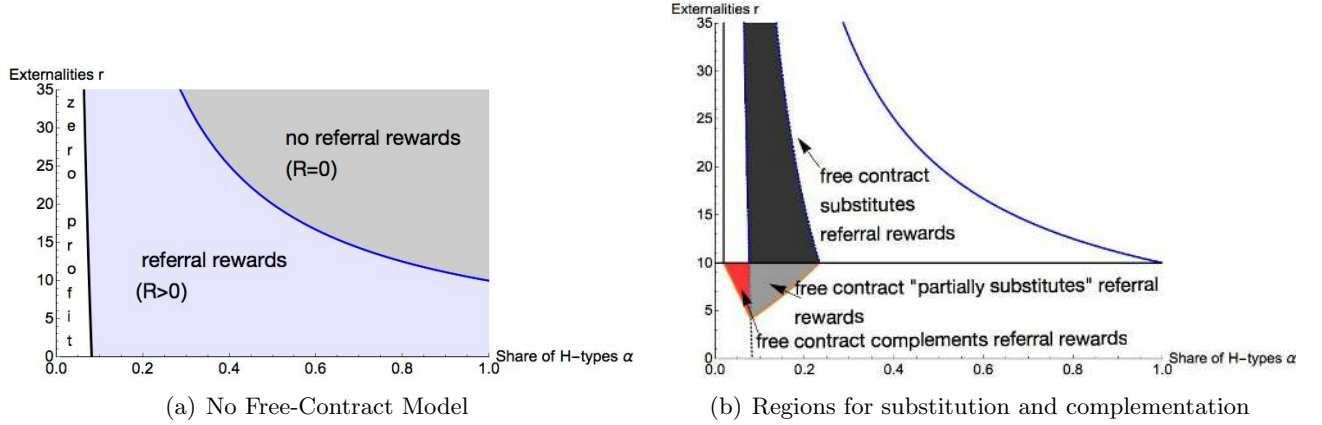 Externalities r
35
30
25
20
15
10
5
0
0.0 0.2 0.4 0.6 0.8 1.0
Share of H-types α
zero profit
no referral rewards
(R=0)
referral rewards
(R>0)
(a) No Free-Contract Model
Externalities r
35
30
25
20
15
10
5
0
0.0 0.2 0.4 0.6 0.8 1.0
Share of H-types α
free contract
substitutes
referral rewards
free contract "partially substitutes" referral
rewards
free contract complements referral rewards
(b) Regions for substitution and complementation